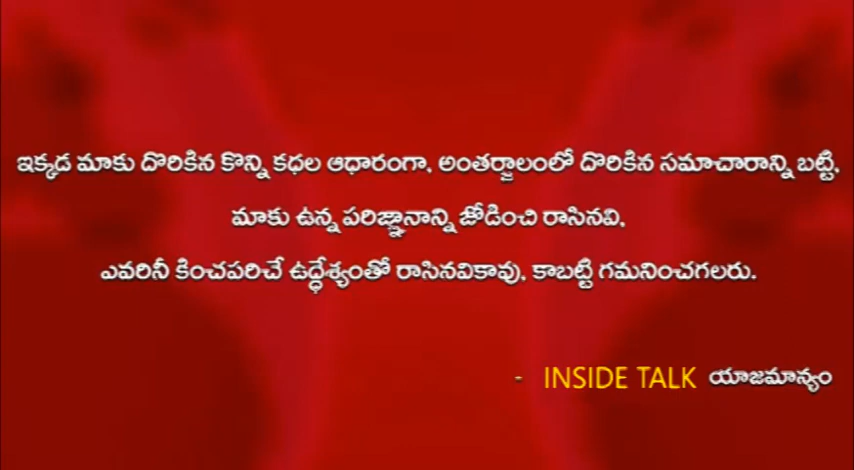 ఇక్కడ మాకు దొరికిన కొన్ని కధల ఆధారంగా, అంతర్జాలంలో దొరికిన సమాచారాన్ని బట్టి,
మాకు ఉన్న పరిజ్ఞానాన్ని జోడించి రాసినవి,
ఎవరినీ కించపరిచే ఉద్ధేశ్యంతో రాసినవికావు, కాబట్టి గమనించగలరు.
- INSIDE TALK యాజమాన్యం